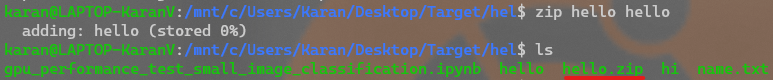 karan@LAPTOP-KaranV:/mnt/c/Users/Karan/Desktop/Target/hel$ zip hello hello
  adding: hello (stored 0%)
karan@LAPTOP-KaranV:/mnt/c/Users/Karan/Desktop/Target/hel$ ls
gpu_performance_test_small_image_classification.ipynb  hello  hello.zip  hi  name.txt